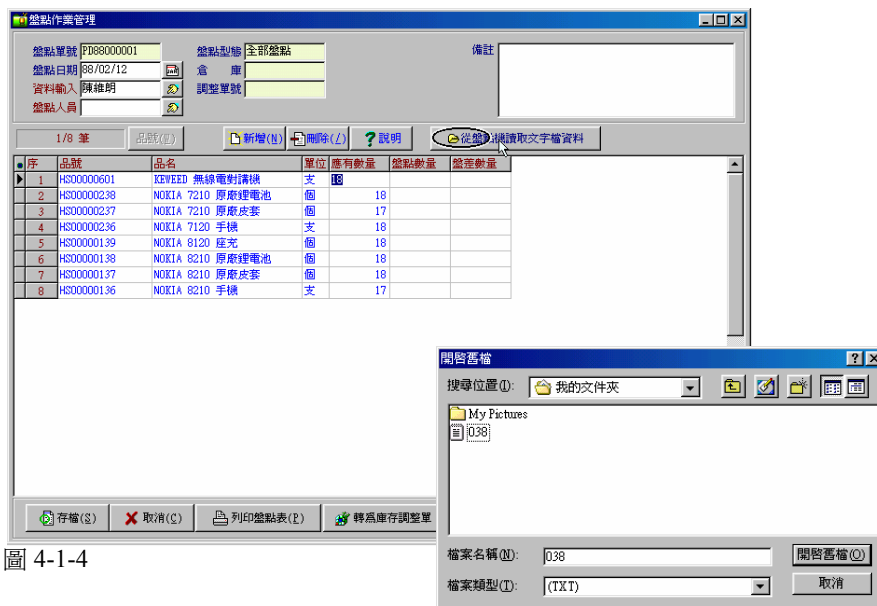 盤點作業管理
盤點單號 PD88000001 盤點型態 全部盤點 備註
盤點日期 88/02/12 倉 庫
資料輸入 陳維朗 調整單號
盤點人員
1/8 筆 品號(Z) 新增(N) 刪除(/) ?說明 從盤點機讀取文字檔資料
序 品號 品名 單位 應有數量 盤點數量 盤差數量
1 HS00000601 KEWEED 無線電對講機 支 18
2 HS00000238 NOKIA 7210 原廠鋰電池 個 18
3 HS00000237 NOKIA 7210 原廠皮套 個 17
4 HS00000236 NOKIA 7120 手機 支 18
5 HS00000139 NOKIA 8120 座充 個 18
6 HS00000138 NOKIA 8210 原廠鋰電池 個 18
7 HS00000137 NOKIA 8210 原廠皮套 個 18
8 HS00000136 NOKIA 8210 手機 支 17
存檔(S) 取消(C) 列印盤點表(P) 轉為庫存調整單
圖 4-1-4
開啟舊檔
搜尋位置(I): 我的文件夾
My Pictures
038
檔案名稱(N): 038 開啟舊檔(O)
檔案類型(T): (TXT) 取消